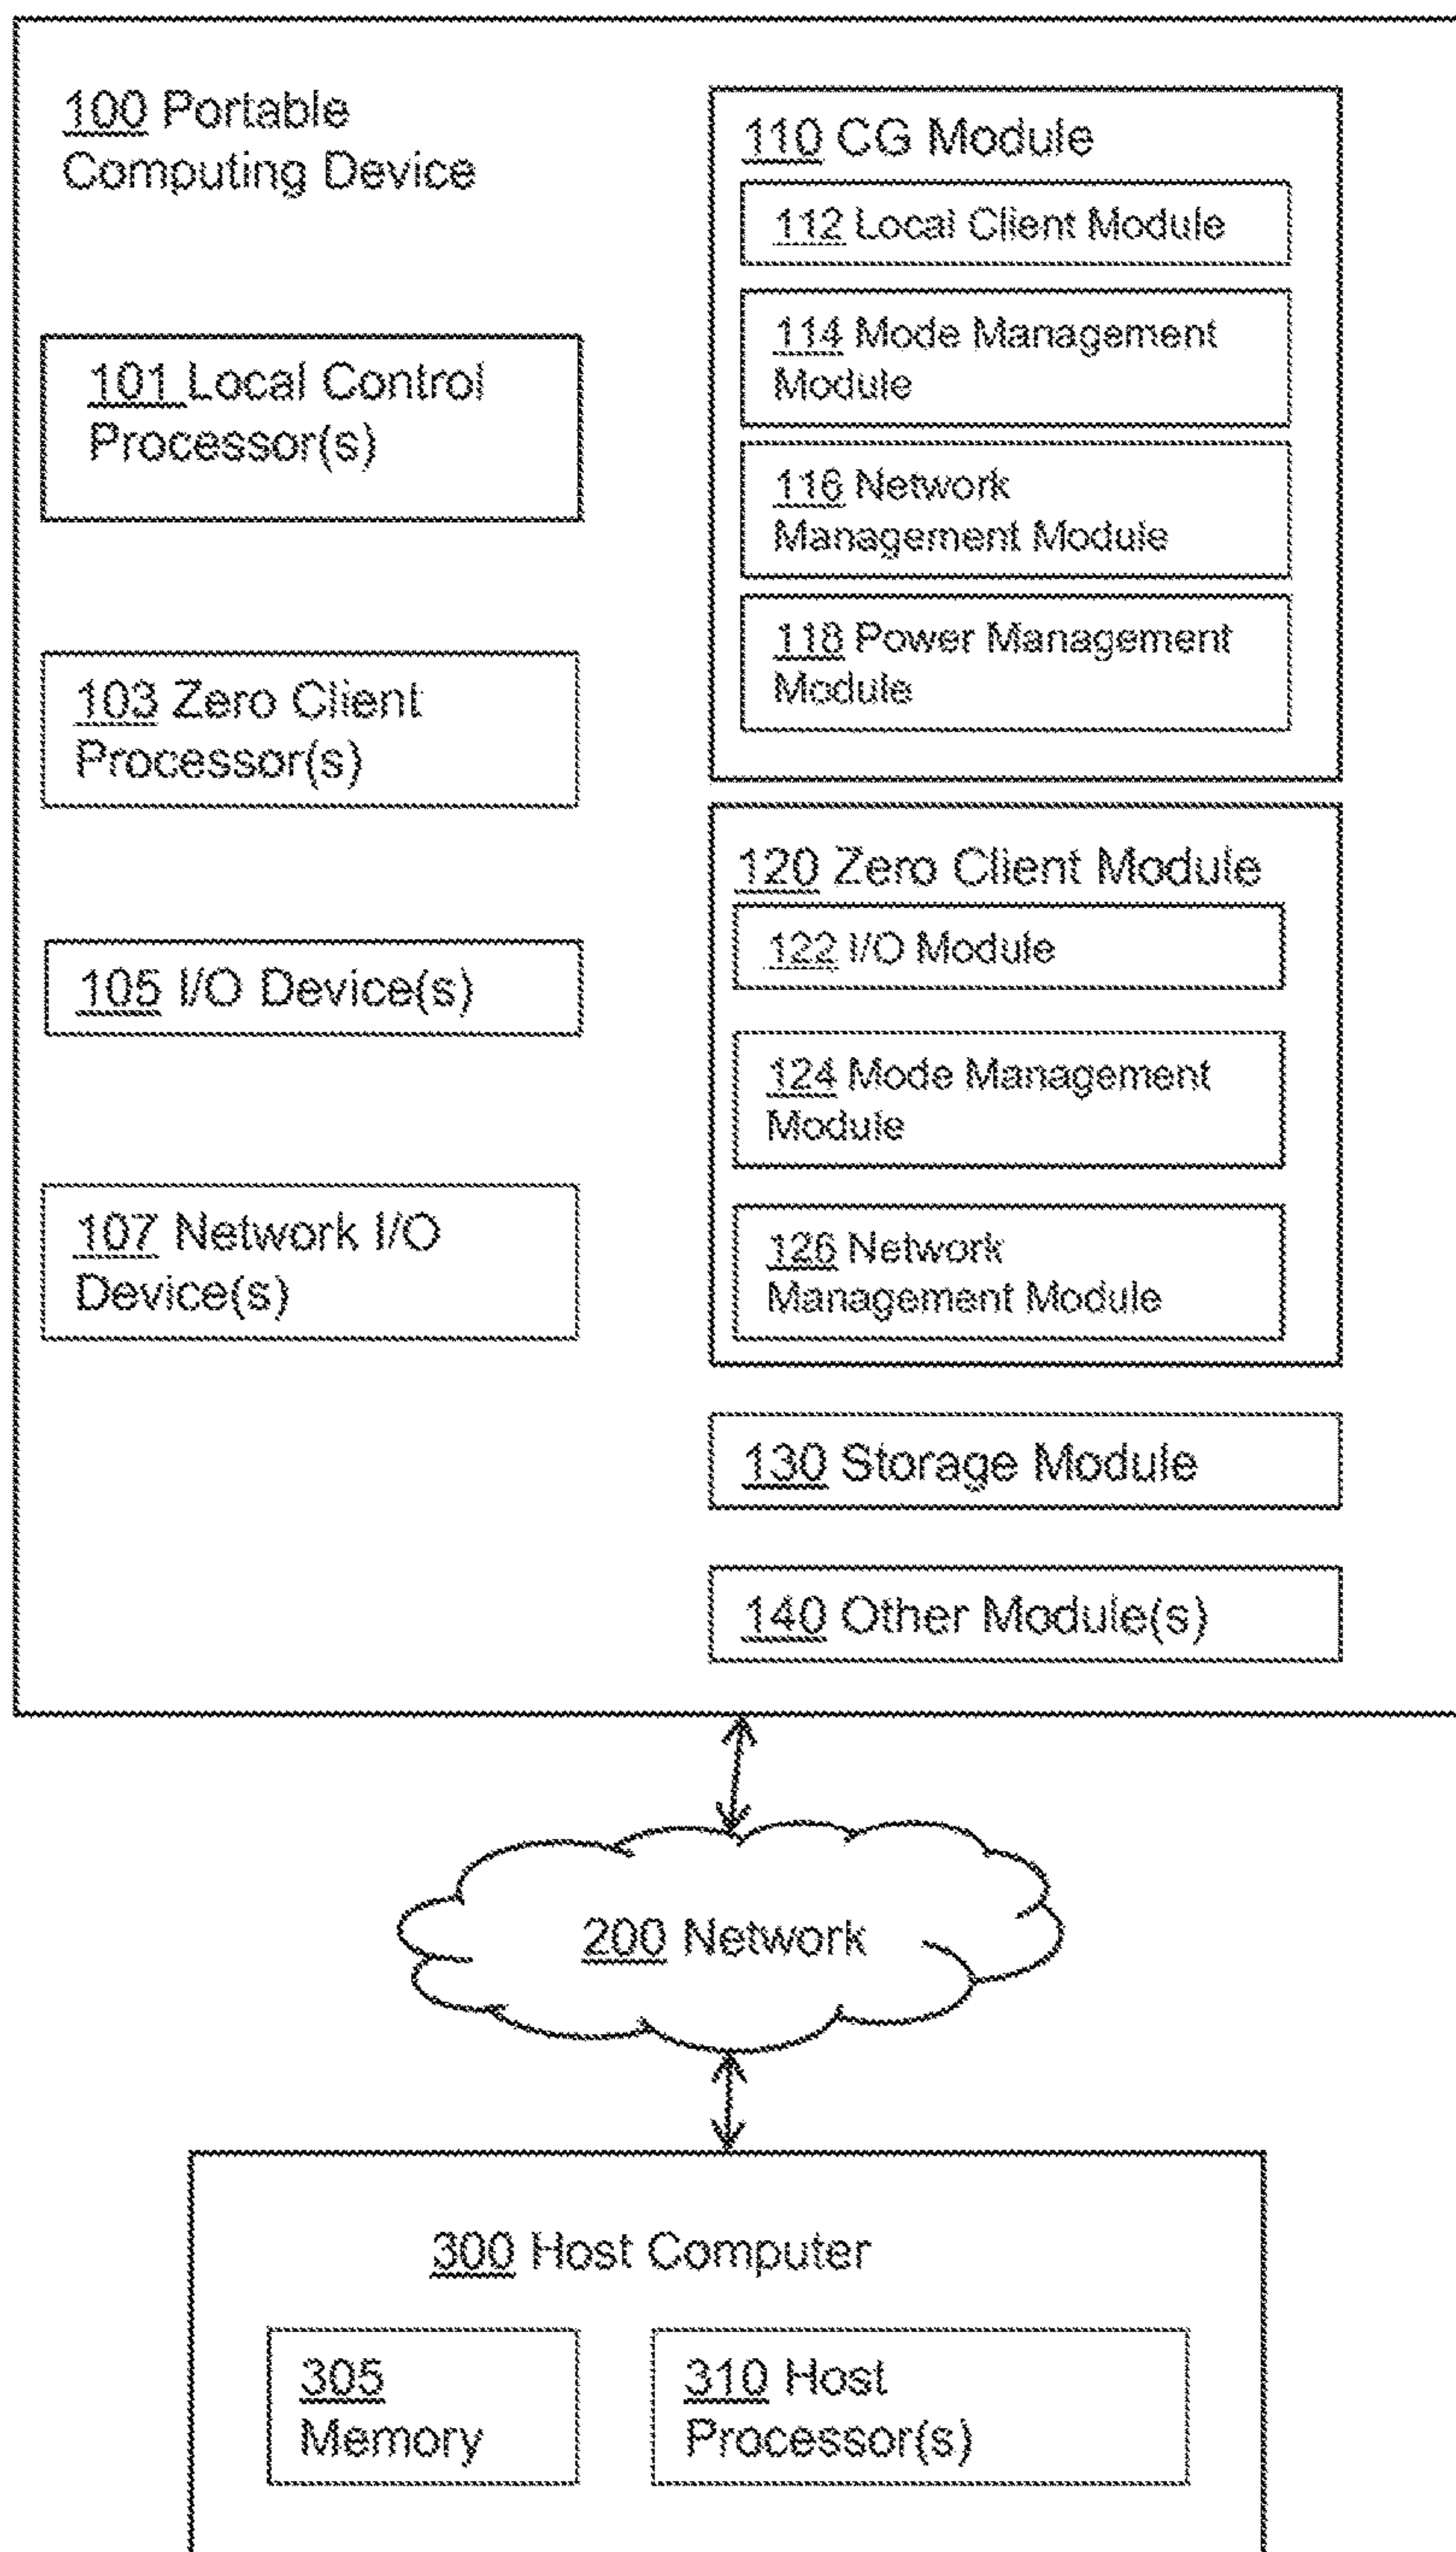 100 Portable
Computing Device
101 Local Control
Processor(s)
103 Zero Client
Processor(s)
105 I/O Device(s)
107 Network I/O
Device(s)
110 CG Module
112 Local Client Module
114 Mode Management
Module
116 Network
Management Module
118 Power Management
Module
120 Zero Client Module
122 I/O Module
124 Mode Management
Module
126 Network
Management Module
130 Storage Module
140 Other Module(s)
200 Network
300 Host Computer
305
Memory
310 Host
Processor(s)